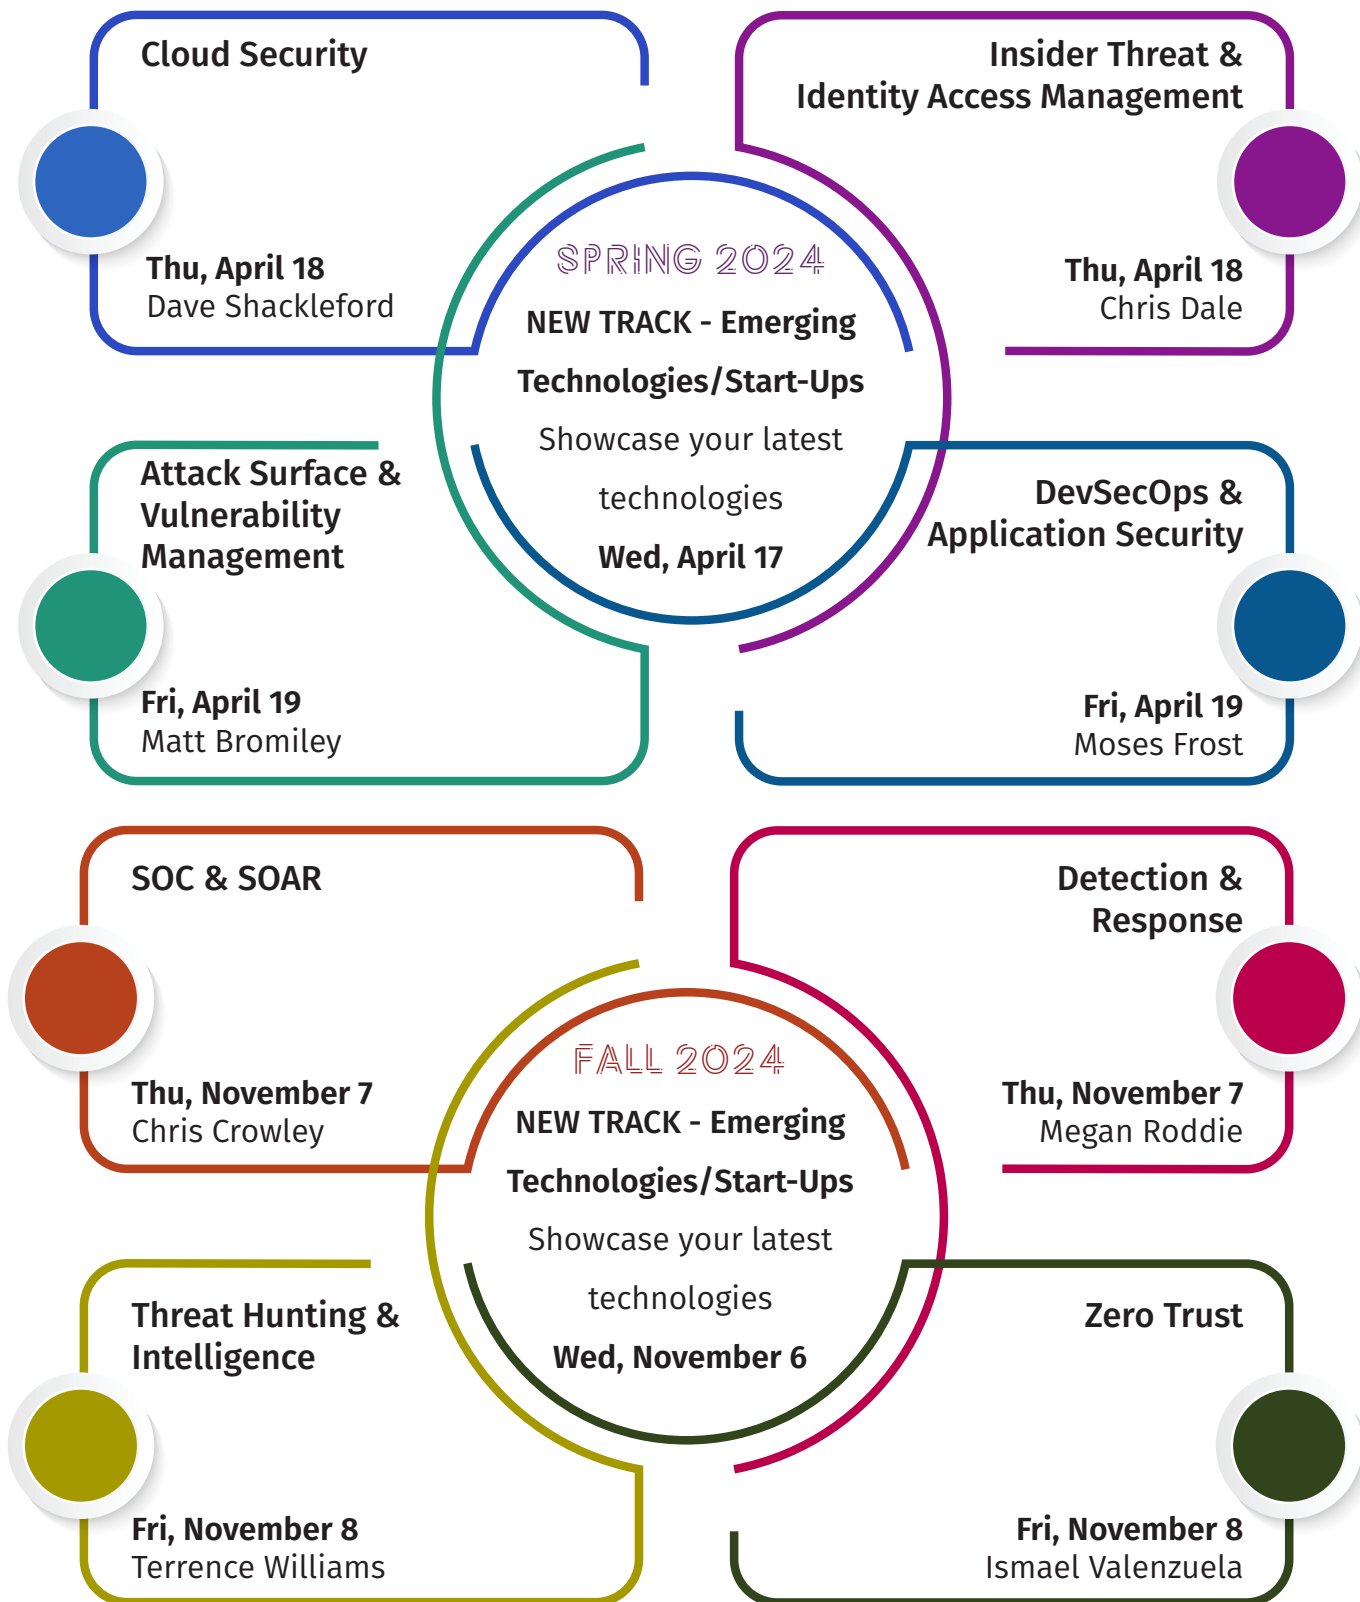 Cloud Security
Thu, April 18
Dave Shackleford
Insider Threat &
Identity Access Management
Thu, April 18
Chris Dale
SPRING 2024
NEW TRACK - Emerging
Technologies/Start-Ups
Showcase your latest
technologies
Wed, April 17
Attack Surface &
Vulnerability
Management
Fri, April 19
Matt Bromiley
DevSecOps &
Application Security
Fri, April 19
Moses Frost
SOC & SOAR
Thu, November 7
Chris Crowley
Detection &
Response
Thu, November 7
Megan Roddie
FALL 2024
NEW TRACK - Emerging
Technologies/Start-Ups
Showcase your latest
technologies
Wed, November 6
Threat Hunting &
Intelligence
Fri, November 8
Terrence Williams
Zero Trust
Fri, November 8
Ismael Valenzuela